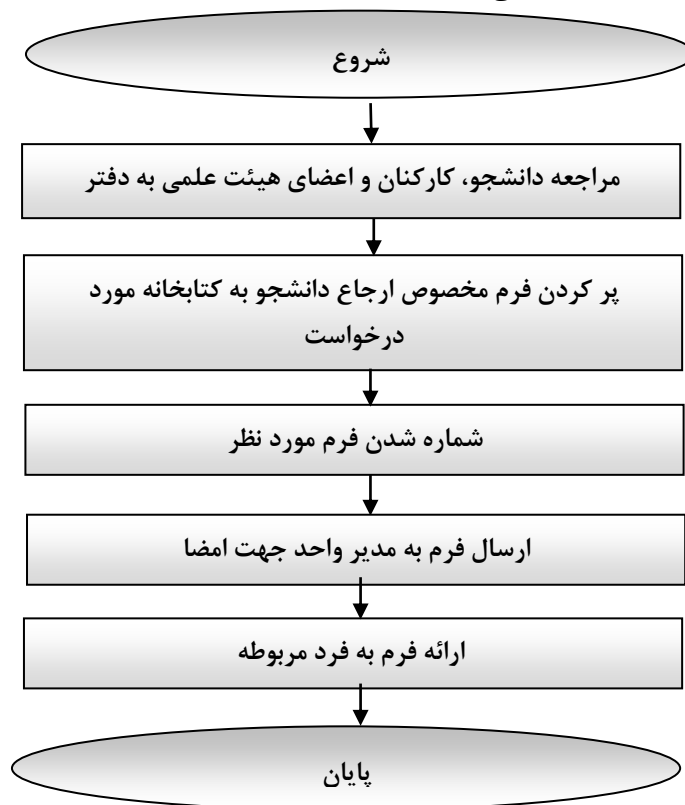 شروع
مراجعه دانشجو، کارکنان و اعضای هیئت علمی به دفتر
پر کردن فرم مخصوص ارجاع دانشجو به کتابخانه مورد
درخواست
شماره شدن فرم مورد نظر
ارسال فرم به مدیر واحد جهت امضا
ارائه فرم به فرد مربوطه
پایان